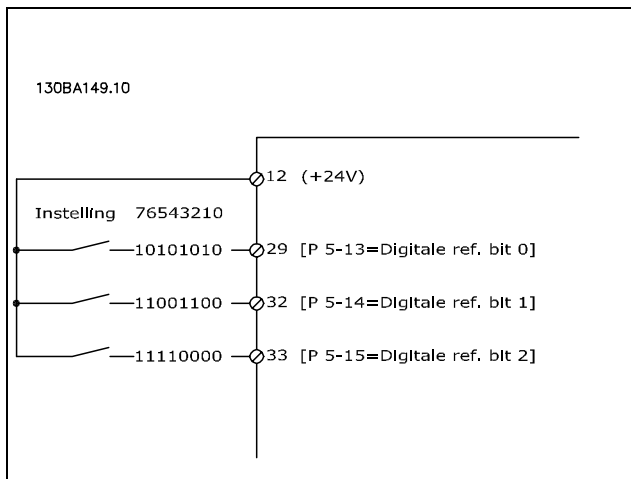 130BA149.10
12 (+24V)
Instelling 76543210
10101010 29 [P 5-13=Digitale ref. bit 0]
11001100 32 [P 5-14=Digitale ref. bit 1]
11110000 33 [P 5-15=Digitale ref. bit 2]